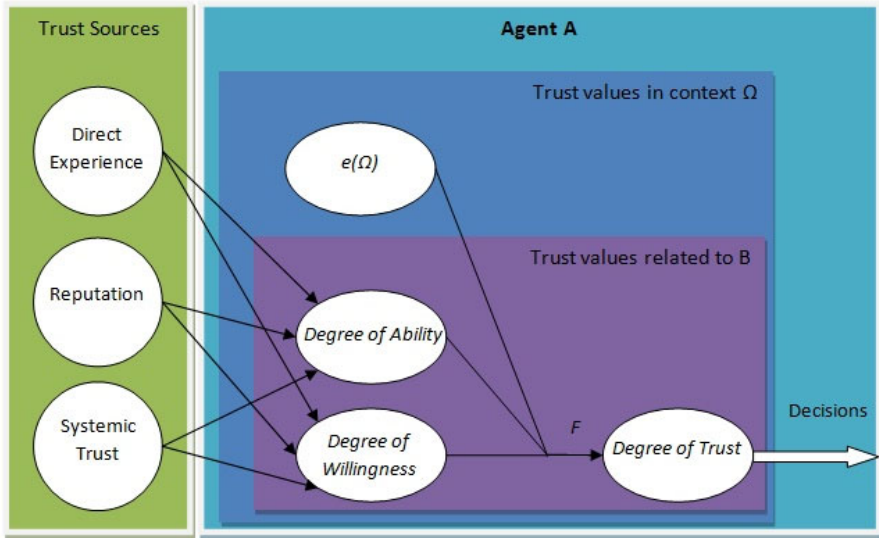 Trust Sources
Direct
Experience
Reputation
Systemic
Trust
Agent A
Trust values in context Ω
e(Ω)
Trust values related to B
Degree of Ability
Degree of
Willingness
F
Degree of Trust
Decisions